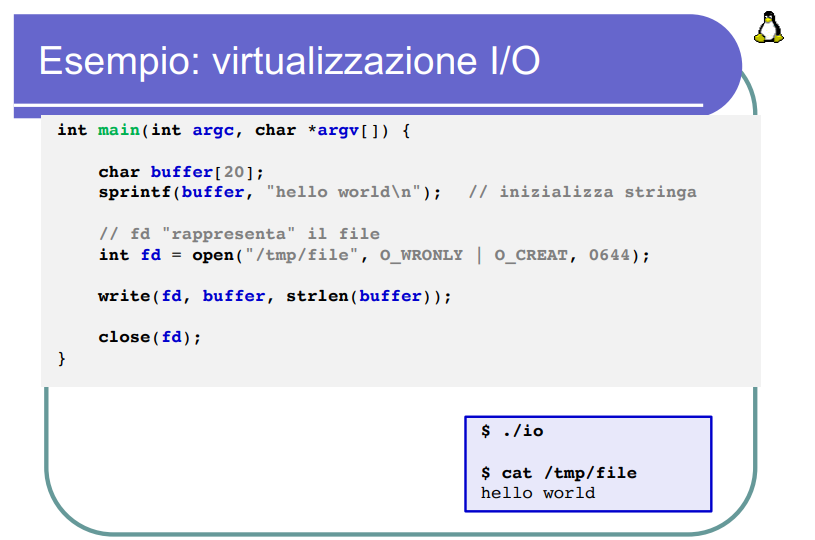 Esempio: virtualizzazione I/O
int main(int argc, char *argv[]) {
char buffer[20];
sprintf(buffer, "hello world\n"); // inizializza stringa
// fd "rappresenta" il file
int fd = open("/tmp/file", O_WRONLY | O_CREAT, 0644);
write(fd, buffer, strlen(buffer));
close(fd);
}
$ ./io
$ cat /tmp/file
hello world